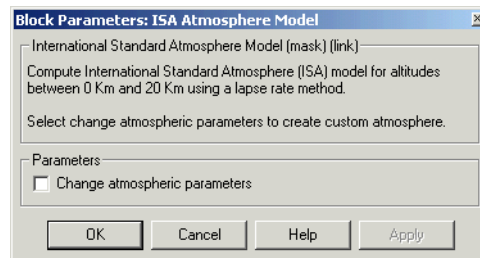 Block Parameters: ISA Atmosphere Model
International Standard Atmosphere Model (mask) (link)
Compute International Standard Atmosphere (ISA) model for altitudes
between 0 Km and 20 Km using a lapse rate method.
Select change atmospheric parameters to create custom atmosphere.
Parameters
Change atmospheric parameters
OK Cancel Help Apply